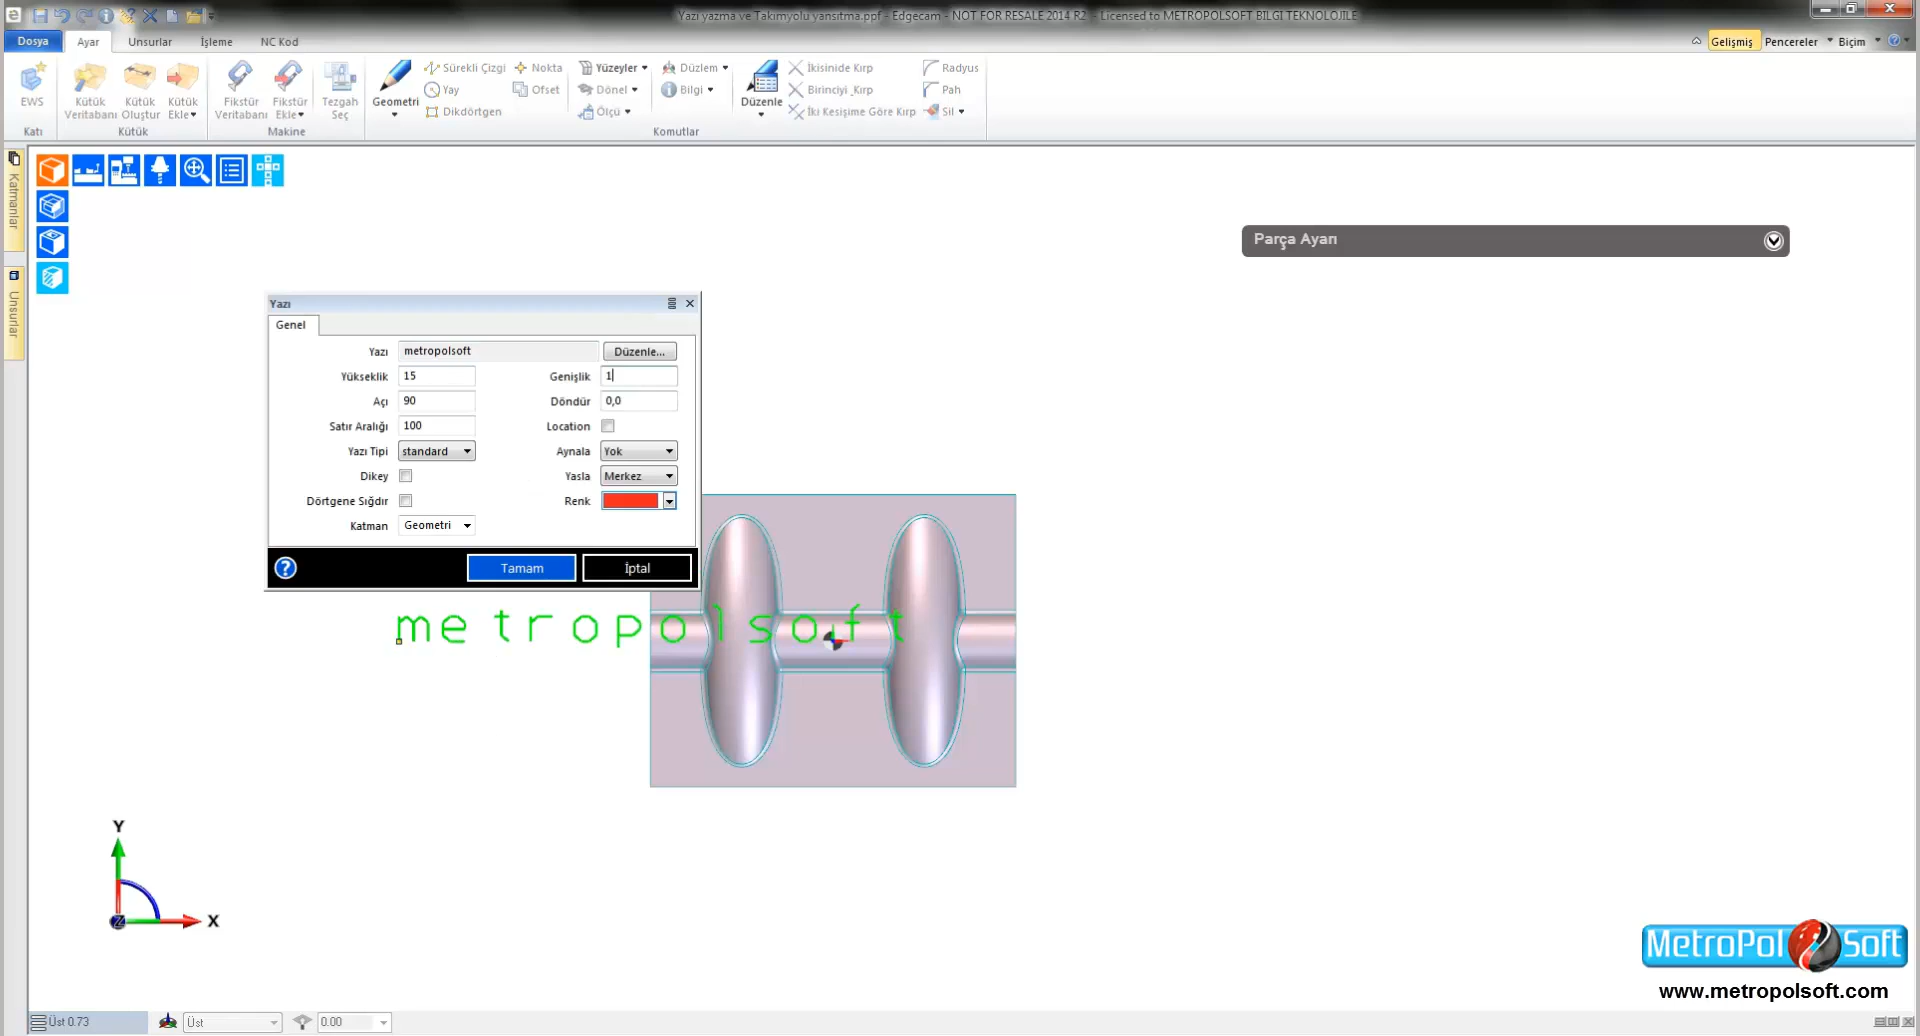 Yazı yazma ve Takımyolu yansıtma.ppf - Edgecam - NOT FOR RESALE 2014 R2 - Licensed to METROPOLSOFT BILGI TEKNOLOJILE
Dosya Ayar Unsurlar İşleme NC Kod Gelişmiş Pencereler Biçim
EWS
Katı
Kütük Veritabanı
Kütük Oluştur
Kütük Ekle
Kütük
Fikstür Veritabanı
Fikstür Ekle
Tezgah Seç
Makine
Geometri
Sürekli Çizgi
Yay
Dikdörtgen
Nokta
Ofset
Yüzeyler
Dönel
Ölçü
Düzlem
Bilgi
Düzenle
İkisinide Kırp
Birinciyi Kırp
İki Kesişime Göre Kırp
Radyus
Pah
Sil
Komutlar
Katmanlar
Unsurlar
Parça Ayarı
Yazı
Genel
Yazı metropolsoft Düzenle...
Yükseklik 15 Genişlik 1
Açı 90 Döndür 0,0
Satır Aralığı 100 Location
Yazı Tipi standard Aynala Yok
Dikey Yasla Merkez
Dörtgene Sığdır Renk
Katman Geometri
? Tamam İptal
metropolsoft
Y
Z X
MetroPol Soft
www.metropolsoft.com
Üst 0.73 Üst 0.00